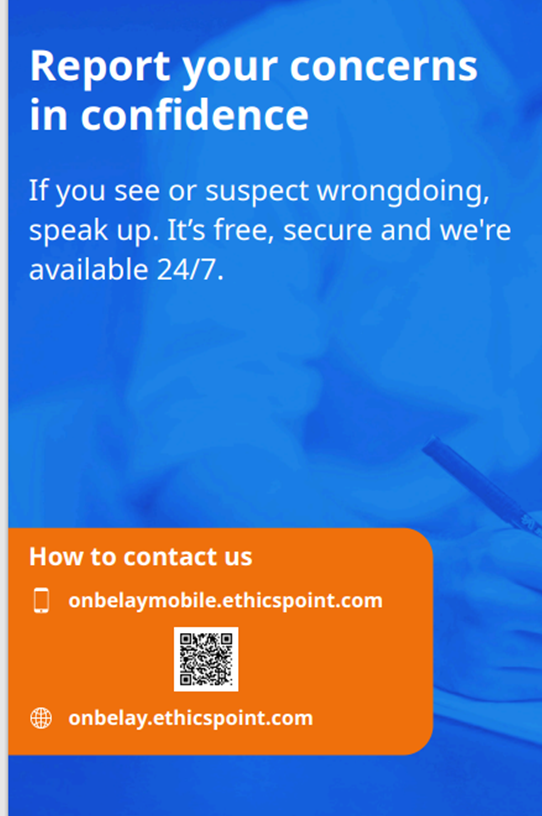 Report your concerns
in confidence
If you see or suspect wrongdoing,
speak up. It’s free, secure and we're
available 24/7.
How to contact us
onbelaymobile.ethicspoint.com
onbelay.ethicspoint.com